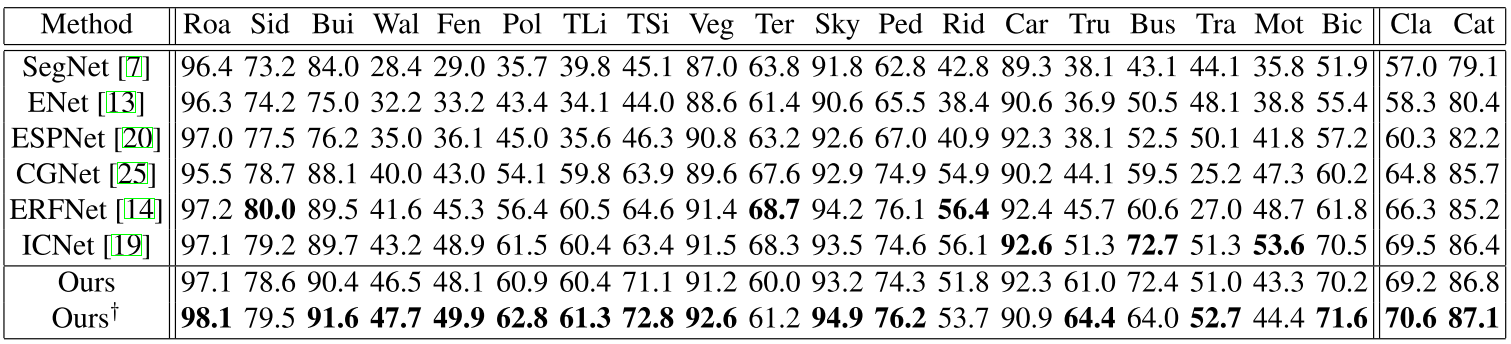 Method Roa Sid Bui Wal Fen Pol TLi TSi Veg Ter Sky Ped Rid Car Tru Bus Tra Mot Bic Cla Cat
SegNet [7] 96.4 73.2 84.0 28.4 29.0 35.7 39.8 45.1 87.0 63.8 91.8 62.8 42.8 89.3 38.1 43.1 44.1 35.8 51.9 57.0 79.1
ENet [13] 96.3 74.2 75.0 32.2 33.2 43.4 34.1 44.0 88.6 61.4 90.6 65.5 38.4 90.6 36.9 50.5 48.1 38.8 55.4 58.3 80.4
ESPNet [20] 97.0 77.5 76.2 35.0 36.1 45.0 35.6 46.3 90.8 63.2 92.6 67.0 40.9 92.3 38.1 52.5 50.1 41.8 57.2 60.3 82.2
CGNet [25] 95.5 78.7 88.1 40.0 43.0 54.1 59.8 63.9 89.6 67.6 92.9 74.9 54.9 90.2 44.1 59.5 25.2 47.3 60.2 64.8 85.7
ERFNet [14] 97.2 80.0 89.5 41.6 45.3 56.4 60.5 64.6 91.4 68.7 94.2 76.1 56.4 92.4 45.7 60.6 27.0 48.7 61.8 66.3 85.2
ICNet [19] 97.1 79.2 89.7 43.2 48.9 61.5 60.4 63.4 91.5 68.3 93.5 74.6 56.1 92.6 51.3 72.7 51.3 53.6 70.5 69.5 86.4
Ours 97.1 78.6 90.4 46.5 48.1 60.9 60.4 71.1 91.2 60.0 93.2 74.3 51.8 92.3 61.0 72.4 51.0 43.3 70.2 69.2 86.8
Ours† 98.1 79.5 91.6 47.7 49.9 62.8 61.3 72.8 92.6 61.2 94.9 76.2 53.7 90.9 64.4 64.0 52.7 44.4 71.6 70.6 87.1